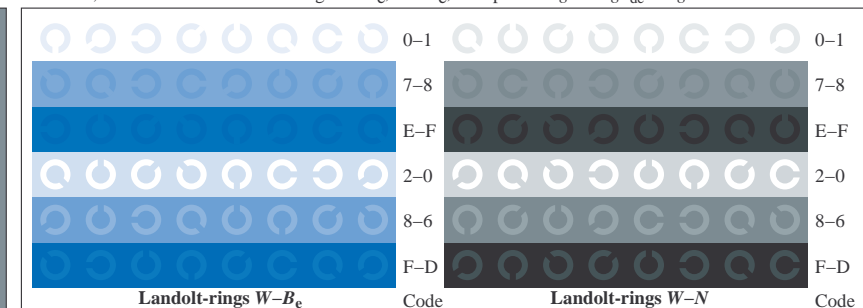 0–1 0–1
7–8 7–8
E–F E–F
2–0 2–0
8–6 8–6
F–D F–D
Landolt-rings W–Bₑ Code Landolt-rings W–N Code